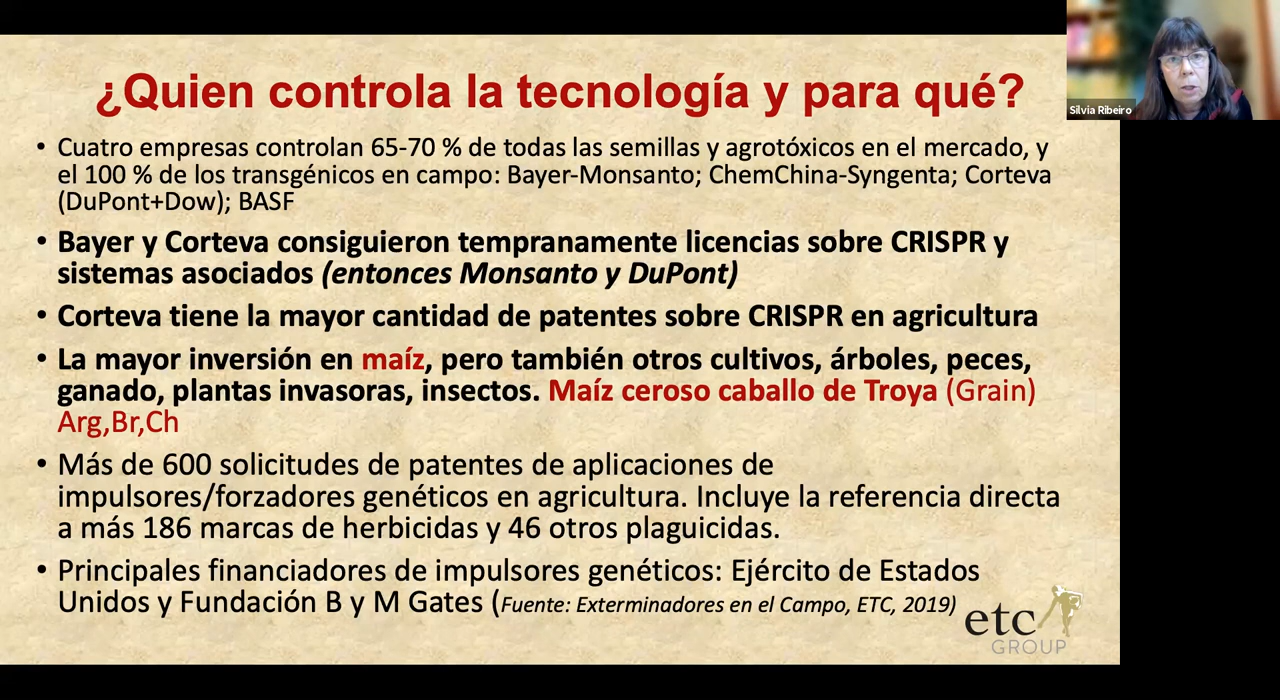 ¿Quien controla la tecnología y para qué?
Silvia Ribeiro
• Cuatro empresas controlan 65-70 % de todas las semillas y agrotóxicos en el mercado, y
el 100 % de los transgénicos en campo: Bayer-Monsanto; ChemChina-Syngenta; Corteva
(DuPont+Dow); BASF
• Bayer y Corteva consiguieron tempranamente licencias sobre CRISPR y
sistemas asociados (entonces Monsanto y DuPont)
• Corteva tiene la mayor cantidad de patentes sobre CRISPR en agricultura
• La mayor inversión en maíz, pero también otros cultivos, árboles, peces,
ganado, plantas invasoras, insectos. Maíz ceroso caballo de Troya (Grain)
Arg,Br,Ch
• Más de 600 solicitudes de patentes de aplicaciones de
impulsores/forzadores genéticos en agricultura. Incluye la referencia directa
a más 186 marcas de herbicidas y 46 otros plaguicidas.
• Principales financiadores de impulsores genéticos: Ejército de Estados
Unidos y Fundación B y M Gates (Fuente: Exterminadores en el Campo, ETC, 2019)
etc
GROUP